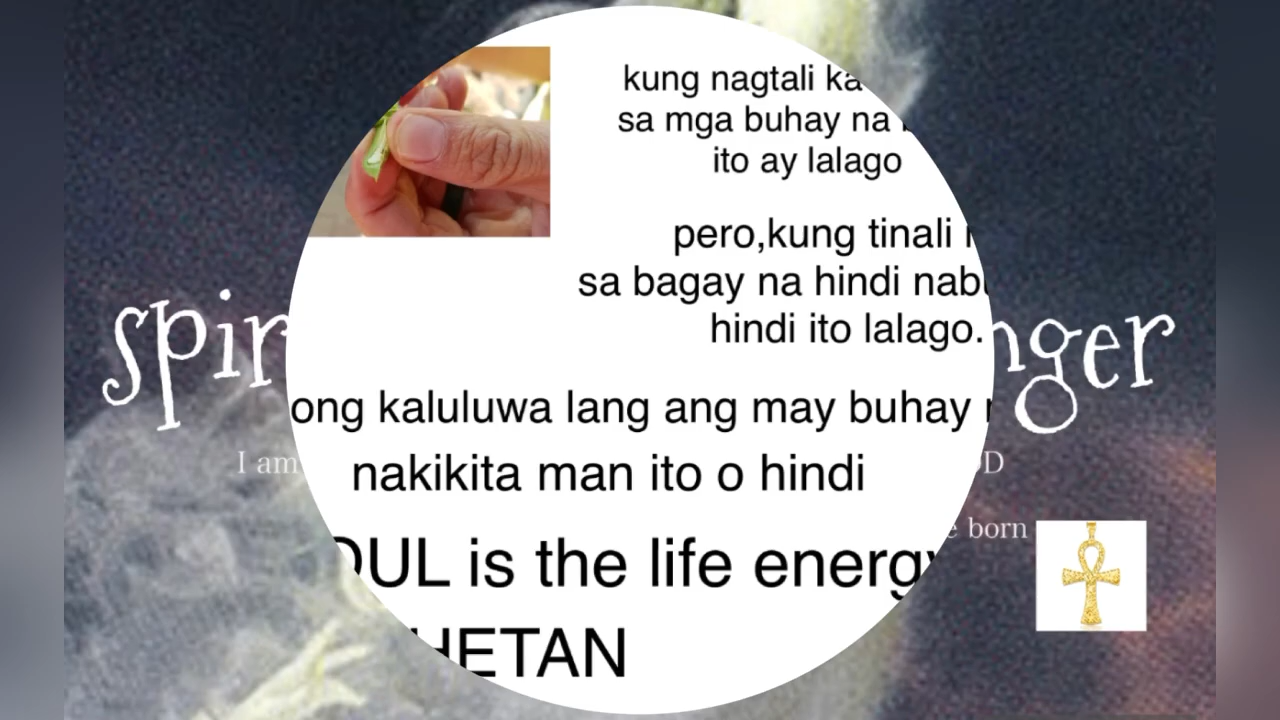 kung nagtali ka
sa mga buhay na
ito ay lalago
pero,kung tinali
sa bagay na hindi
hindi ito lalago.
ong kaluluwa lang ang may buhay
nakikita man ito o hindi
OUL is the life energy
HETAN
spir
nger
I am
born